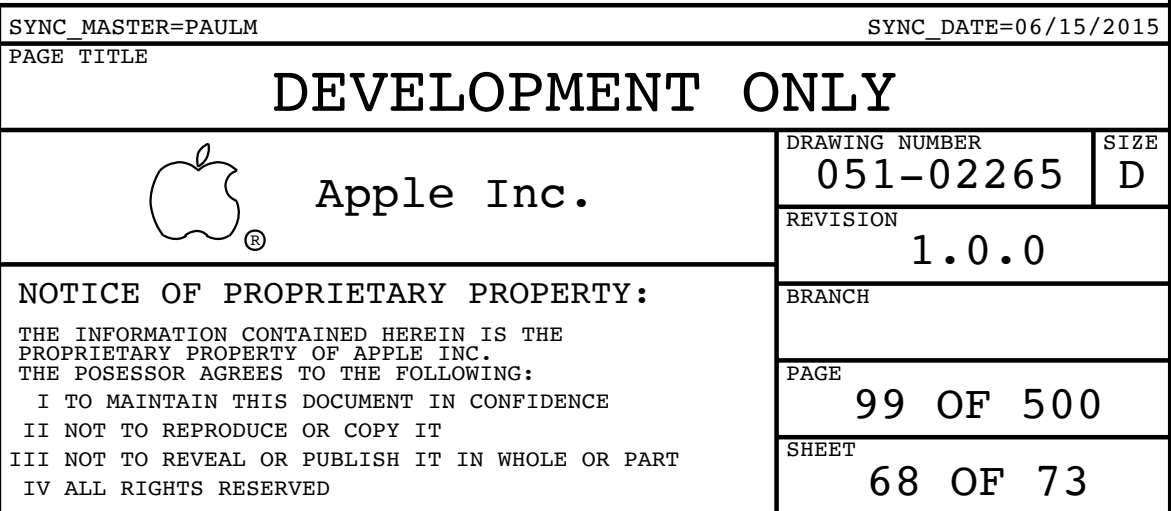 SYNC_MASTER=PAULM SYNC_DATE=06/15/2015
PAGE TITLE
DEVELOPMENT ONLY
Apple Inc.
®
DRAWING NUMBER
051-02265
SIZE
D
REVISION
1.0.0
BRANCH
NOTICE OF PROPRIETARY PROPERTY:
THE INFORMATION CONTAINED HEREIN IS THE
PROPRIETARY PROPERTY OF APPLE INC.
THE POSESSOR AGREES TO THE FOLLOWING:
I TO MAINTAIN THIS DOCUMENT IN CONFIDENCE
II NOT TO REPRODUCE OR COPY IT
III NOT TO REVEAL OR PUBLISH IT IN WHOLE OR PART
IV ALL RIGHTS RESERVED
PAGE
99 OF 500
SHEET
68 OF 73